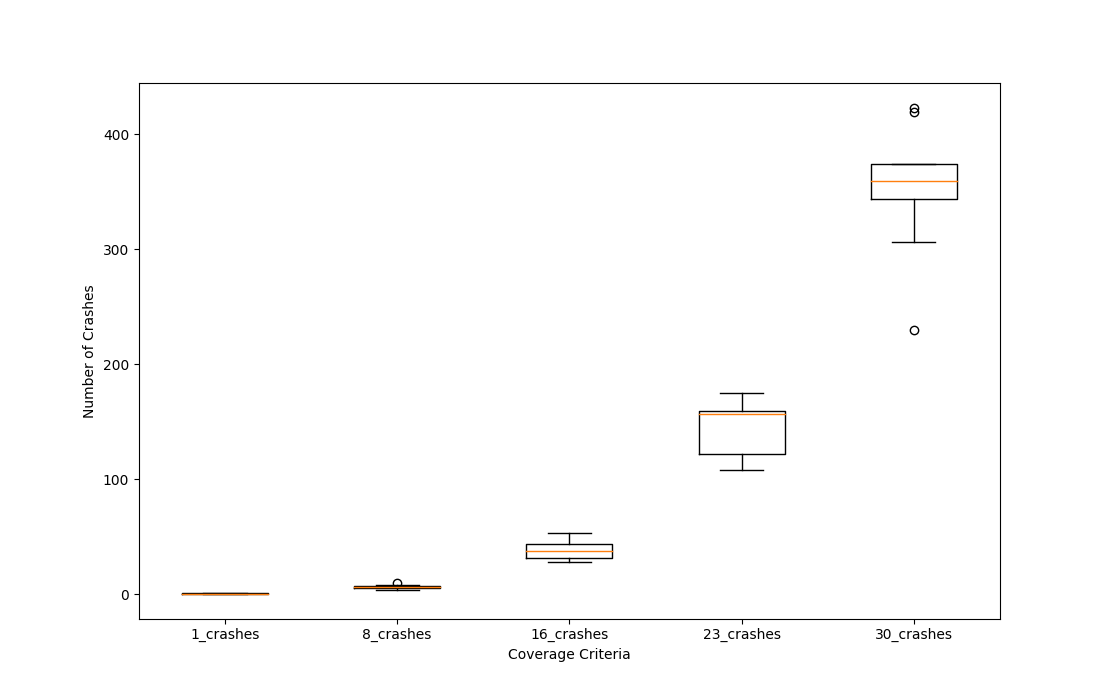 400
300
200
100
0
Number of Crashes
1_crashes 8_crashes 16_crashes 23_crashes 30_crashes
Coverage Criteria